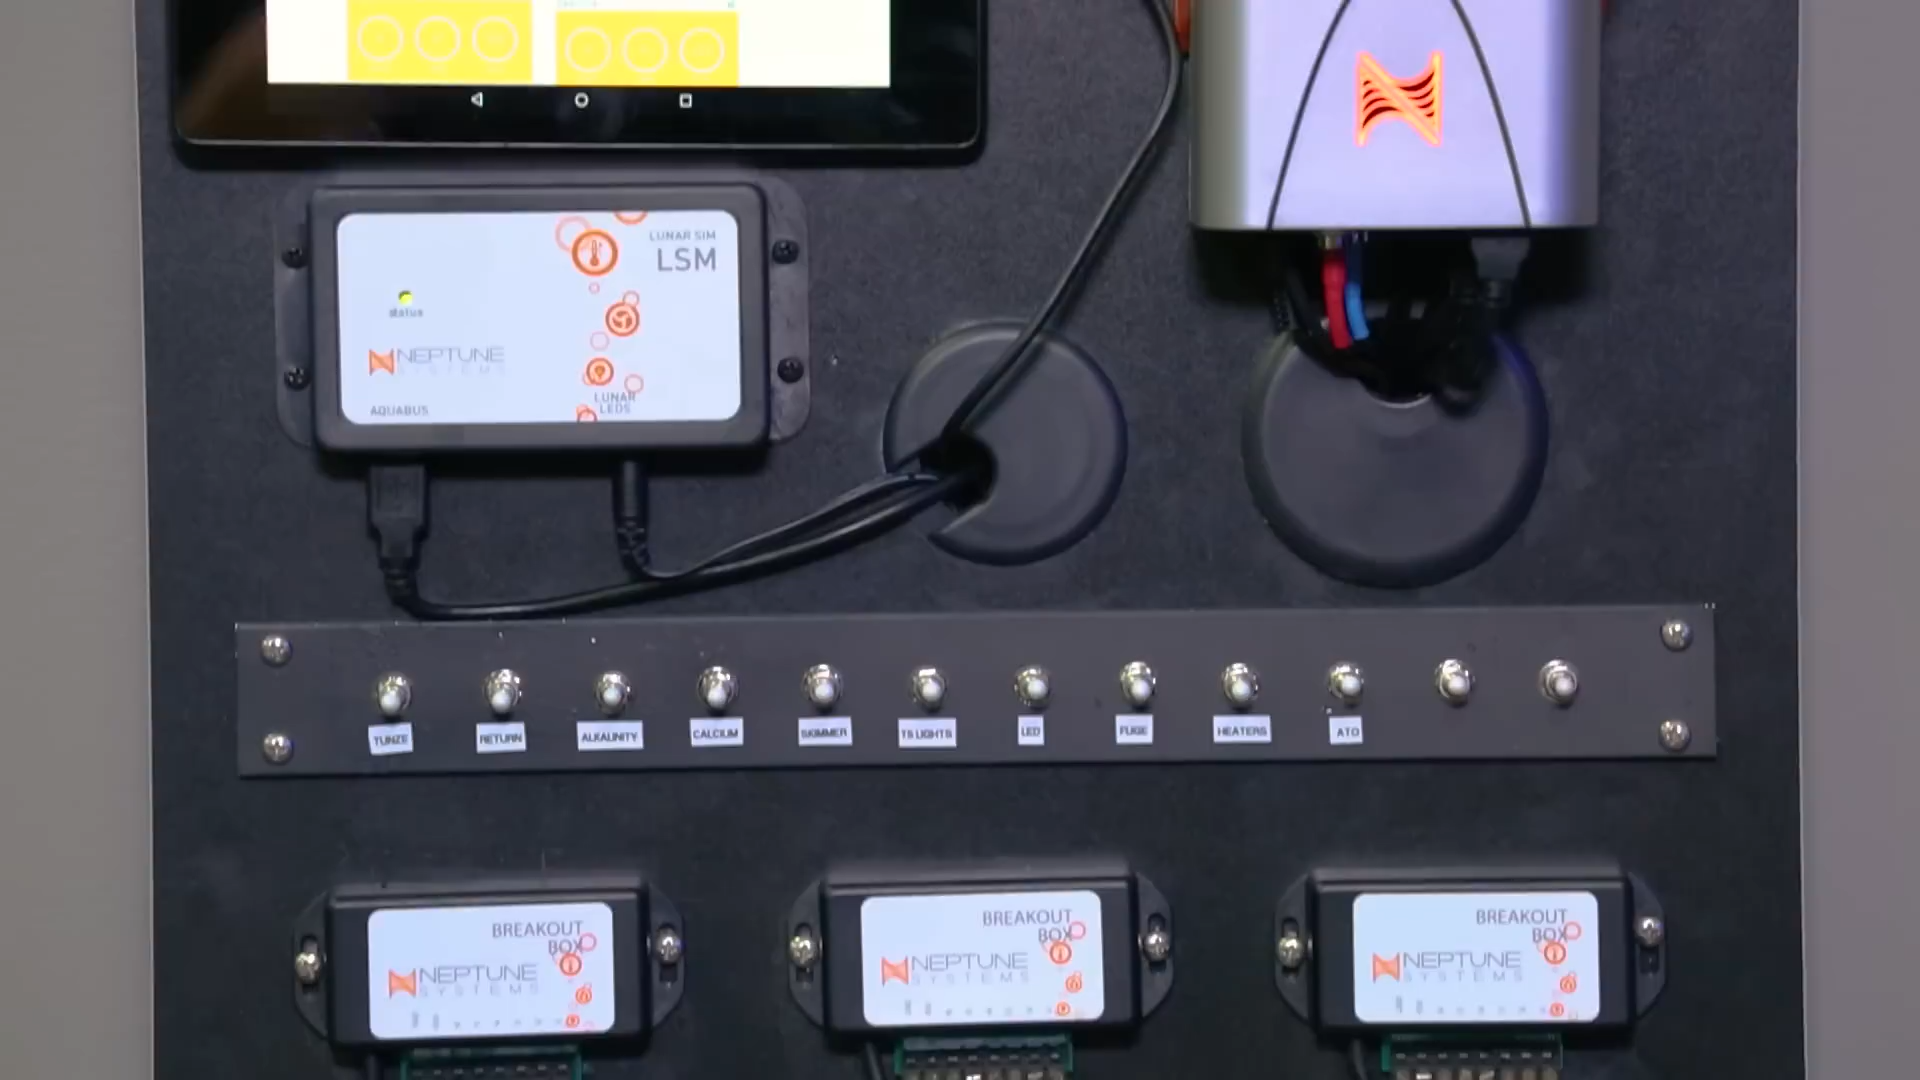 LUNAR SIM
LSM
status
NEPTUNE
SYSTEMS
AQUABUS
LUNAR
LEDS
TUNZE
RETURN
ALKALINITY
CALCIUM
SKIMMER
T5 LIGHTS
LED
FUGE
HEATERS
ATO
BREAKOUT
BOX
NEPTUNE
SYSTEMS
BREAKOUT
BOX
NEPTUNE
SYSTEMS
BREAKOUT
BOX
NEPTUNE
SYSTEMS